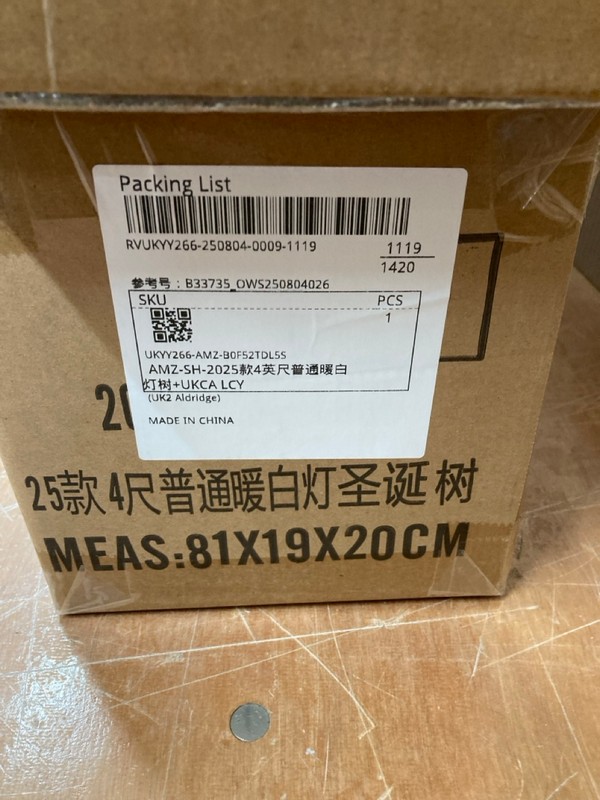 Packing List
RVUKYY266-250804-0009-1119
1119
1420
参考号：B33735_OWS250804026
SKU PCS
1
UKYY266-AMZ-B0F52TDL5S
AMZ-SH-2025款4英尺普通暖白
灯树+UKCA LCY
(UK2 Aldridge)
MADE IN CHINA
20
25款4尺普通暖白灯圣诞树
MEAS:81X19X20CM